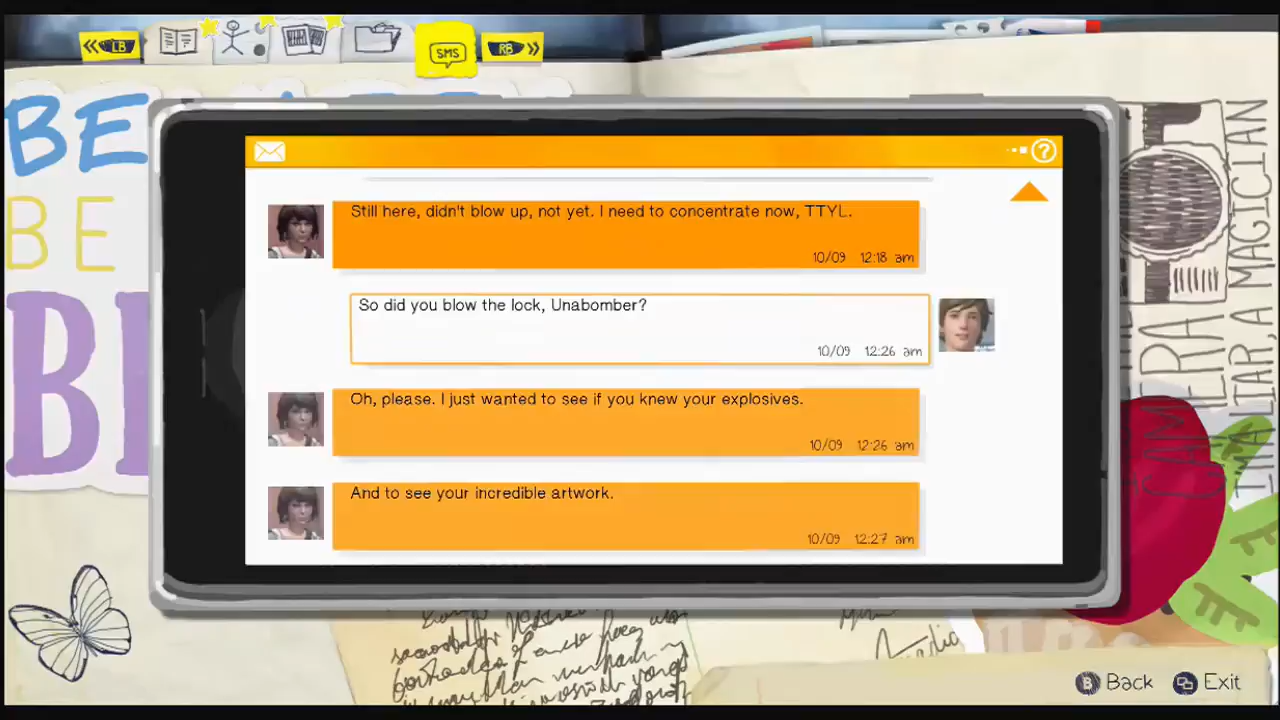 LB
SMS
RB
BE
BE
Still here, didn't blow up, not yet. I need to concentrate now, TTYL.
10/09 12:18 am
So did you blow the lock, Unabomber?
10/09 12:26 am
Oh, please. I just wanted to see if you knew your explosives.
10/09 12:26 am
And to see your incredible artwork.
10/09 12:27 am
?
CAMERA
LIAR, A MAGICIAN
B Back
Exit